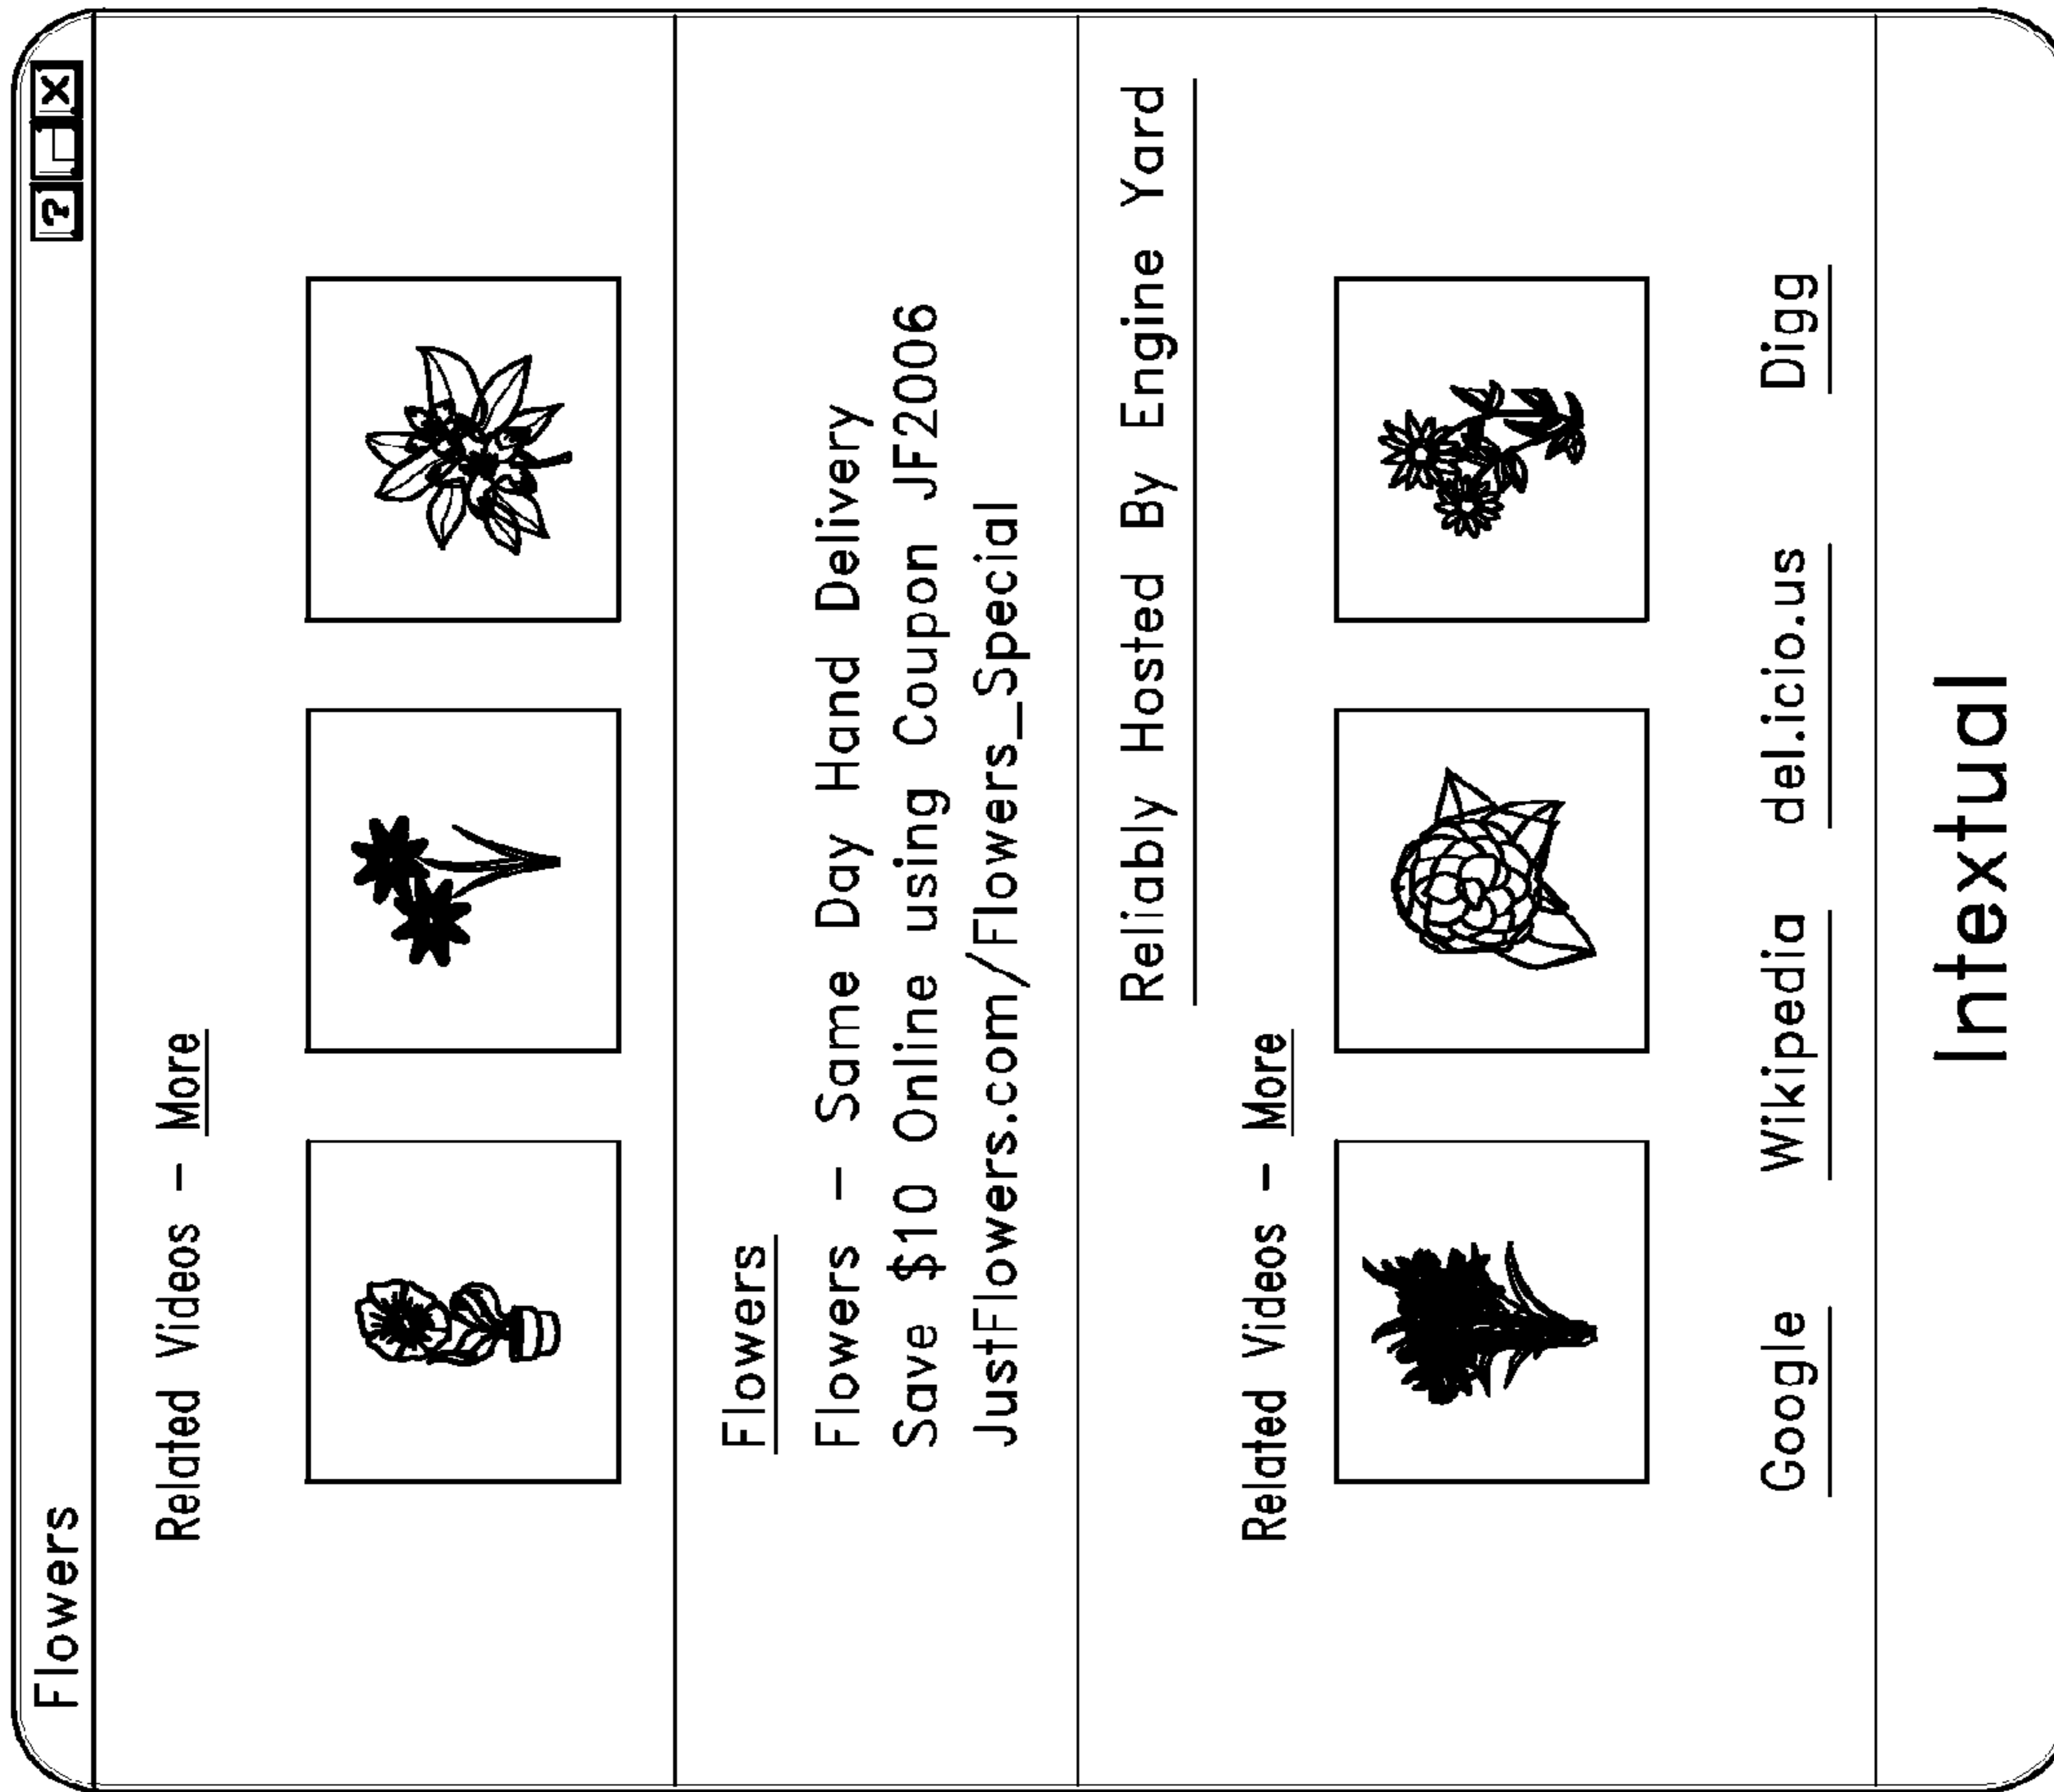 Flowers ? X
Related Videos - More
Flowers
Flowers - Same Day Hand Delivery
Save $10 Online using Coupon JF2006
JustFlowers.com/Flowers_Special
Reliably Hosted By Engine Yard
Related Videos - More
Google Wikipedia del.icio.us Digg
Intextual